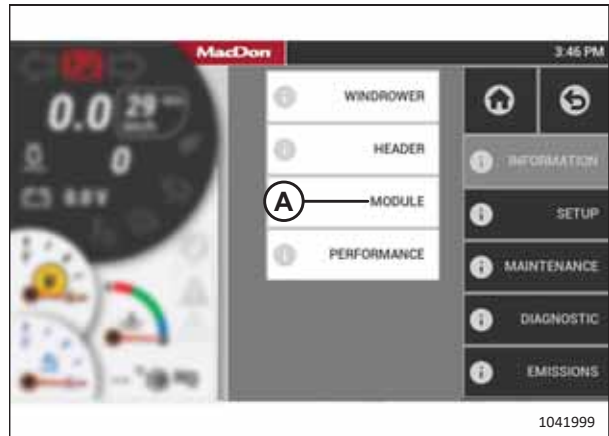 MacDon
3:46 PM
0.0
29
0
WINDROWER
HEADER
MODULE
PERFORMANCE
A
INFORMATION
SETUP
MAINTENANCE
DIAGNOSTIC
EMISSIONS
1041999